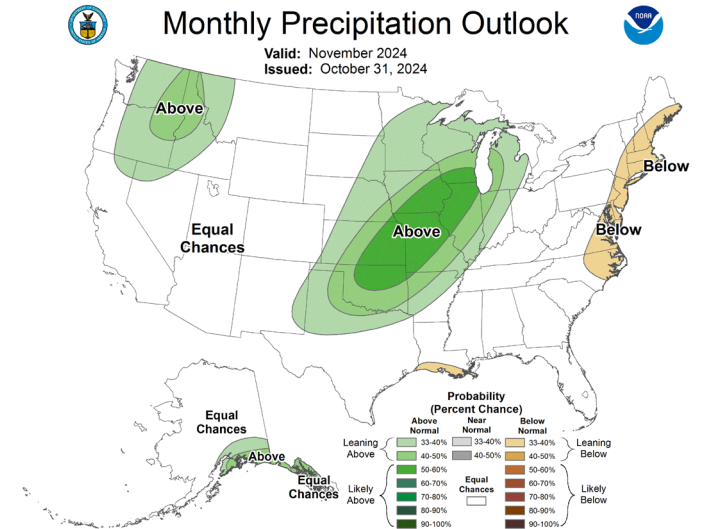 Monthly Precipitation Outlook
Valid: November 2024
Issued: October 31, 2024
NOAA
Above
Below
Equal
Chances
Above
Below
Equal
Chances
Above
Equal
Chances
Probability
(Percent Chance)
Above
Normal
Near
Normal
Below
Normal
Leaning
Above
33-40%
33-40%
33-40%
Leaning
Below
40-50%
40-50%
40-50%
Likely
Above
50-60%
50-60%
Likely
Below
60-70%
60-70%
Equal
Chances
70-80%
70-80%
80-90%
80-90%
90-100%
90-100%